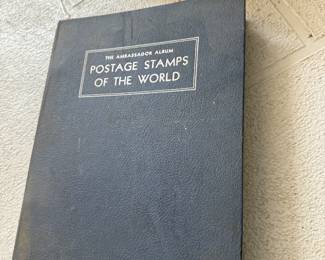 THE AMBASSADOR ALBUM
POSTAGE STAMPS
OF THE WORLD